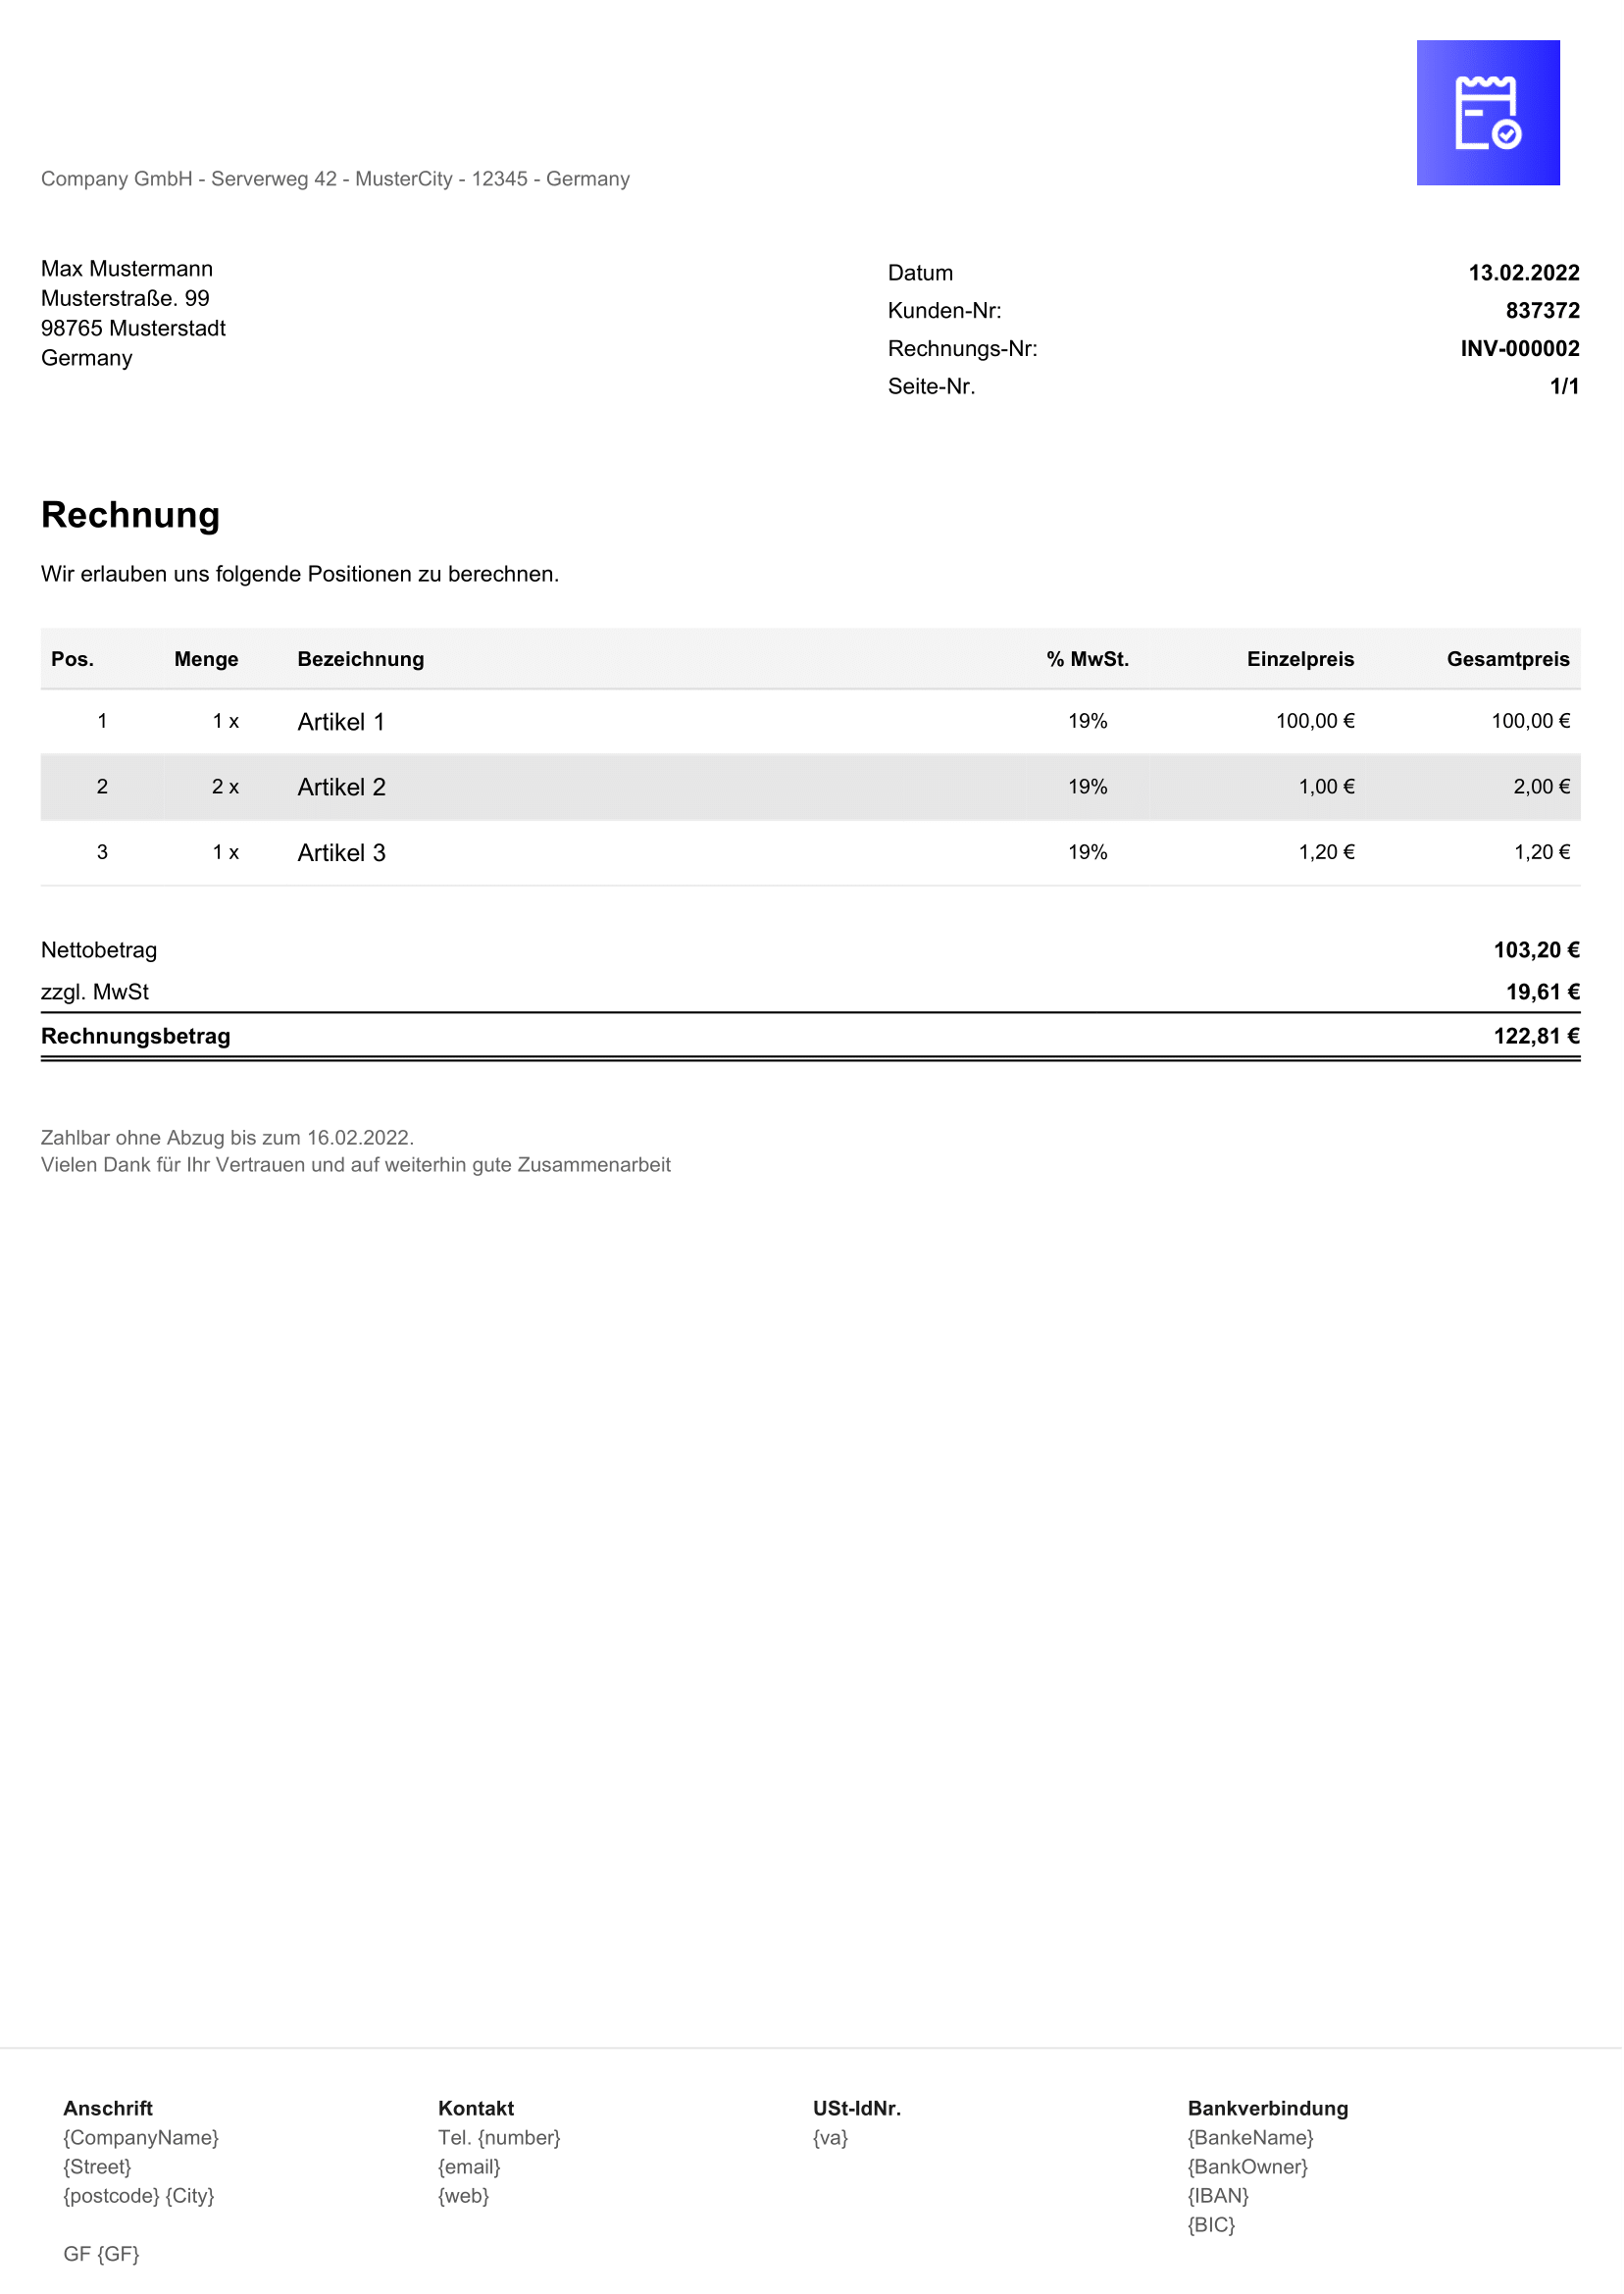 Company GmbH - Serverweg 42 - MusterCity - 12345 - Germany
Max Mustermann
Musterstraße. 99
98765 Musterstadt
Germany
Datum 13.02.2022
Kunden-Nr: 837372
Rechnungs-Nr: INV-000002
Seite-Nr. 1/1
Rechnung
Wir erlauben uns folgende Positionen zu berechnen.
Pos. Menge Bezeichnung % MwSt. Einzelpreis Gesamtpreis
1 1 x Artikel 1 19% 100,00 € 100,00 €
2 2 x Artikel 2 19% 1,00 € 2,00 €
3 1 x Artikel 3 19% 1,20 € 1,20 €
Nettobetrag 103,20 €
zzgl. MwSt 19,61 €
Rechnungsbetrag 122,81 €
Zahlbar ohne Abzug bis zum 16.02.2022.
Vielen Dank für Ihr Vertrauen und auf weiterhin gute Zusammenarbeit
Anschrift
{CompanyName}
{Street}
{postcode} {City}
GF {GF}
Kontakt
Tel. {number}
{email}
{web}
USt-IdNr.
{va}
Bankverbindung
{BankeName}
{BankOwner}
{IBAN}
{BIC}